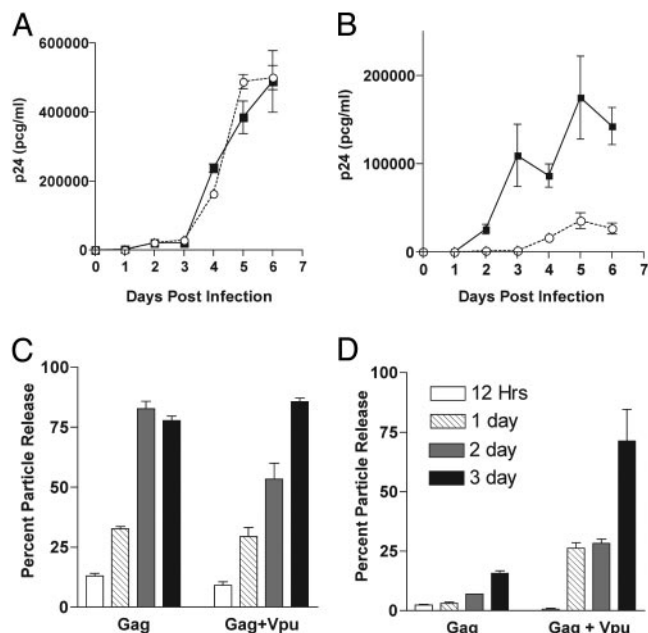 A
p24 (pcg/ml)
600000
400000
200000
0
0 1 2 3 4 5 6 7
Days Post Infection
B
p24 (pcg/ml)
200000
100000
0
0 1 2 3 4 5 6 7
Days Post Infection
C
Percent Particle Release
100
75
50
25
0
Gag Gag+Vpu
D
Percent Particle Release
100
75
50
25
0
12 Hrs
1 day
2 day
3 day
Gag Gag + Vpu